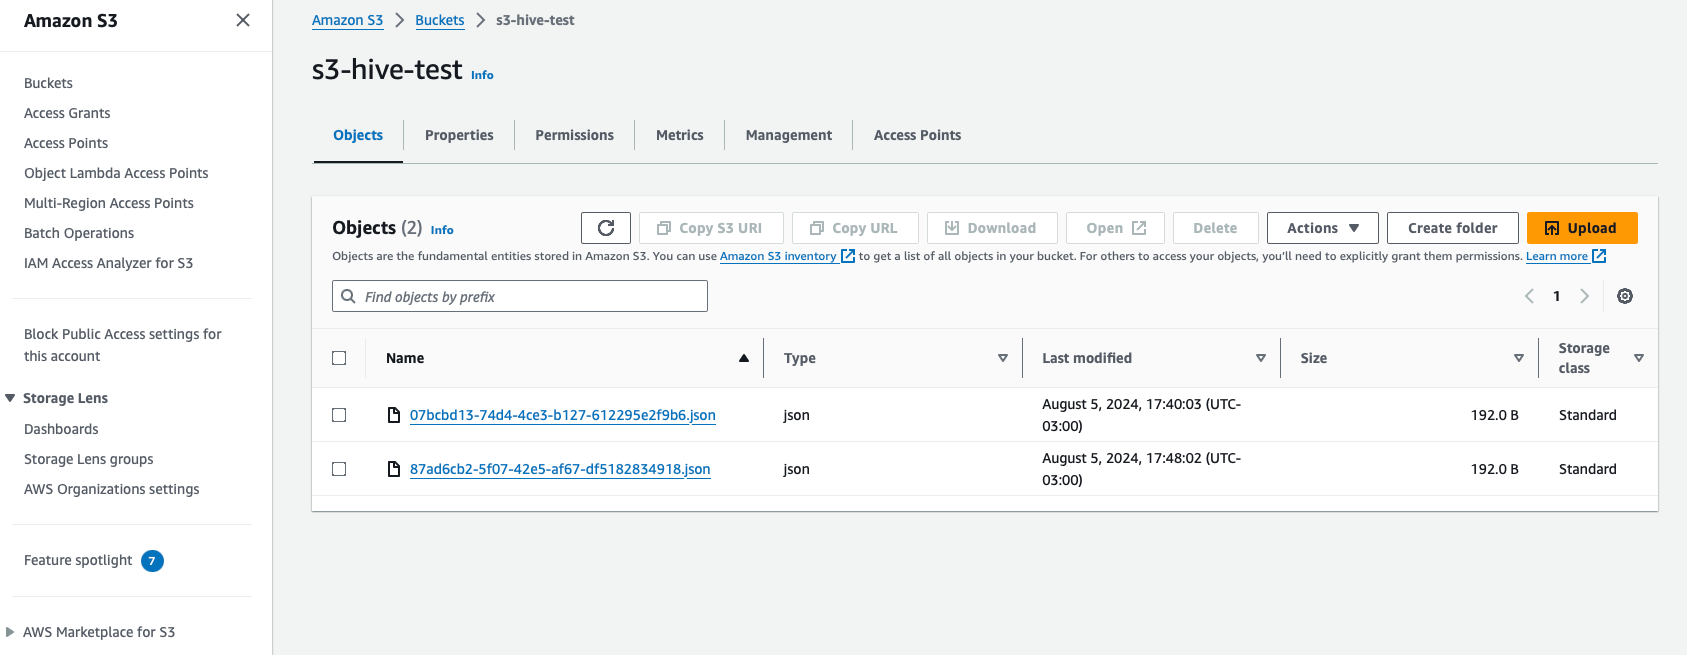 Amazon S3
Buckets
Access Grants
Access Points
Object Lambda Access Points
Multi-Region Access Points
Batch Operations
IAM Access Analyzer for S3
Block Public Access settings for
this account
Storage Lens
Dashboards
Storage Lens groups
AWS Organizations settings
Feature spotlight 7
AWS Marketplace for S3
Amazon S3 > Buckets > s3-hive-test
s3-hive-test Info
Objects Properties Permissions Metrics Management Access Points
Objects (2) Info Copy S3 URI Copy URL Download Open Delete Actions Create folder Upload
Objects are the fundamental entities stored in Amazon S3. You can use Amazon S3 inventory to get a list of all objects in your bucket. For others to access your objects, you’ll need to explicitly grant them permissions. Learn more
Find objects by prefix 1
Name Type Last modified Size Storage
class
07bcbd13-74d4-4ce3-b127-612295e2f9b6.json json August 5, 2024, 17:40:03 (UTC-
03:00) 192.0 B Standard
87ad6cb2-5f07-42e5-af67-df5182834918.json json August 5, 2024, 17:48:02 (UTC-
03:00) 192.0 B Standard